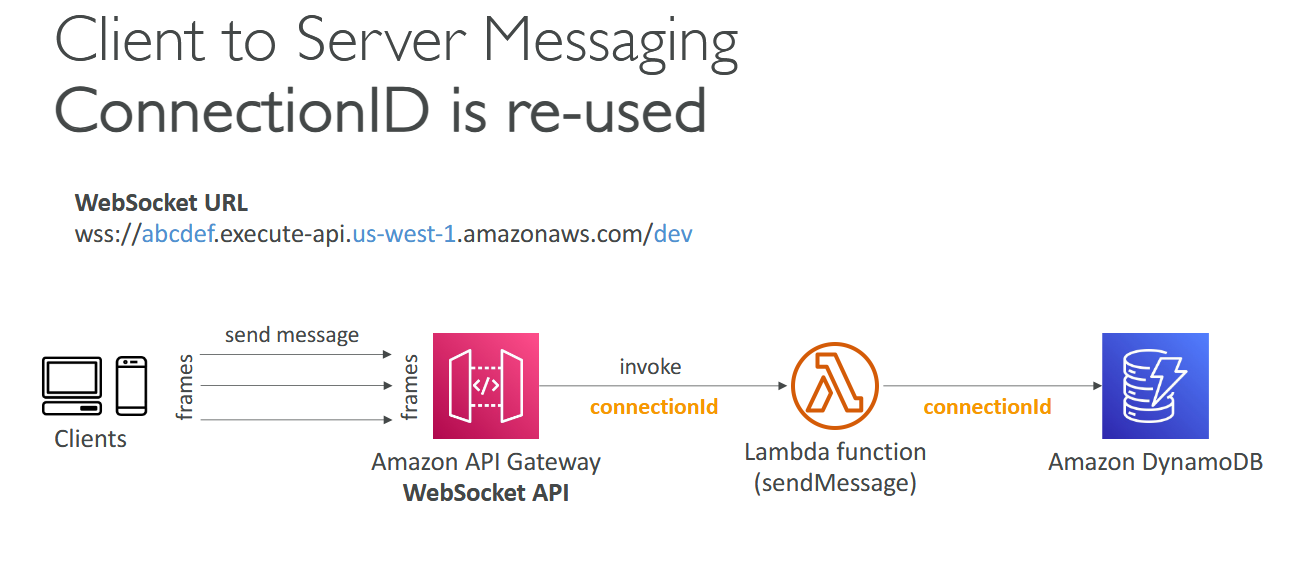 Client to Server Messaging
ConnectionID is re-used
WebSocket URL
wss://abcdef.execute-api.us-west-1.amazonaws.com/dev
send message
frames
frames
Clients
</>
Amazon API Gateway
WebSocket API
invoke
connectionId
Lambda function
(sendMessage)
connectionId
Amazon DynamoDB